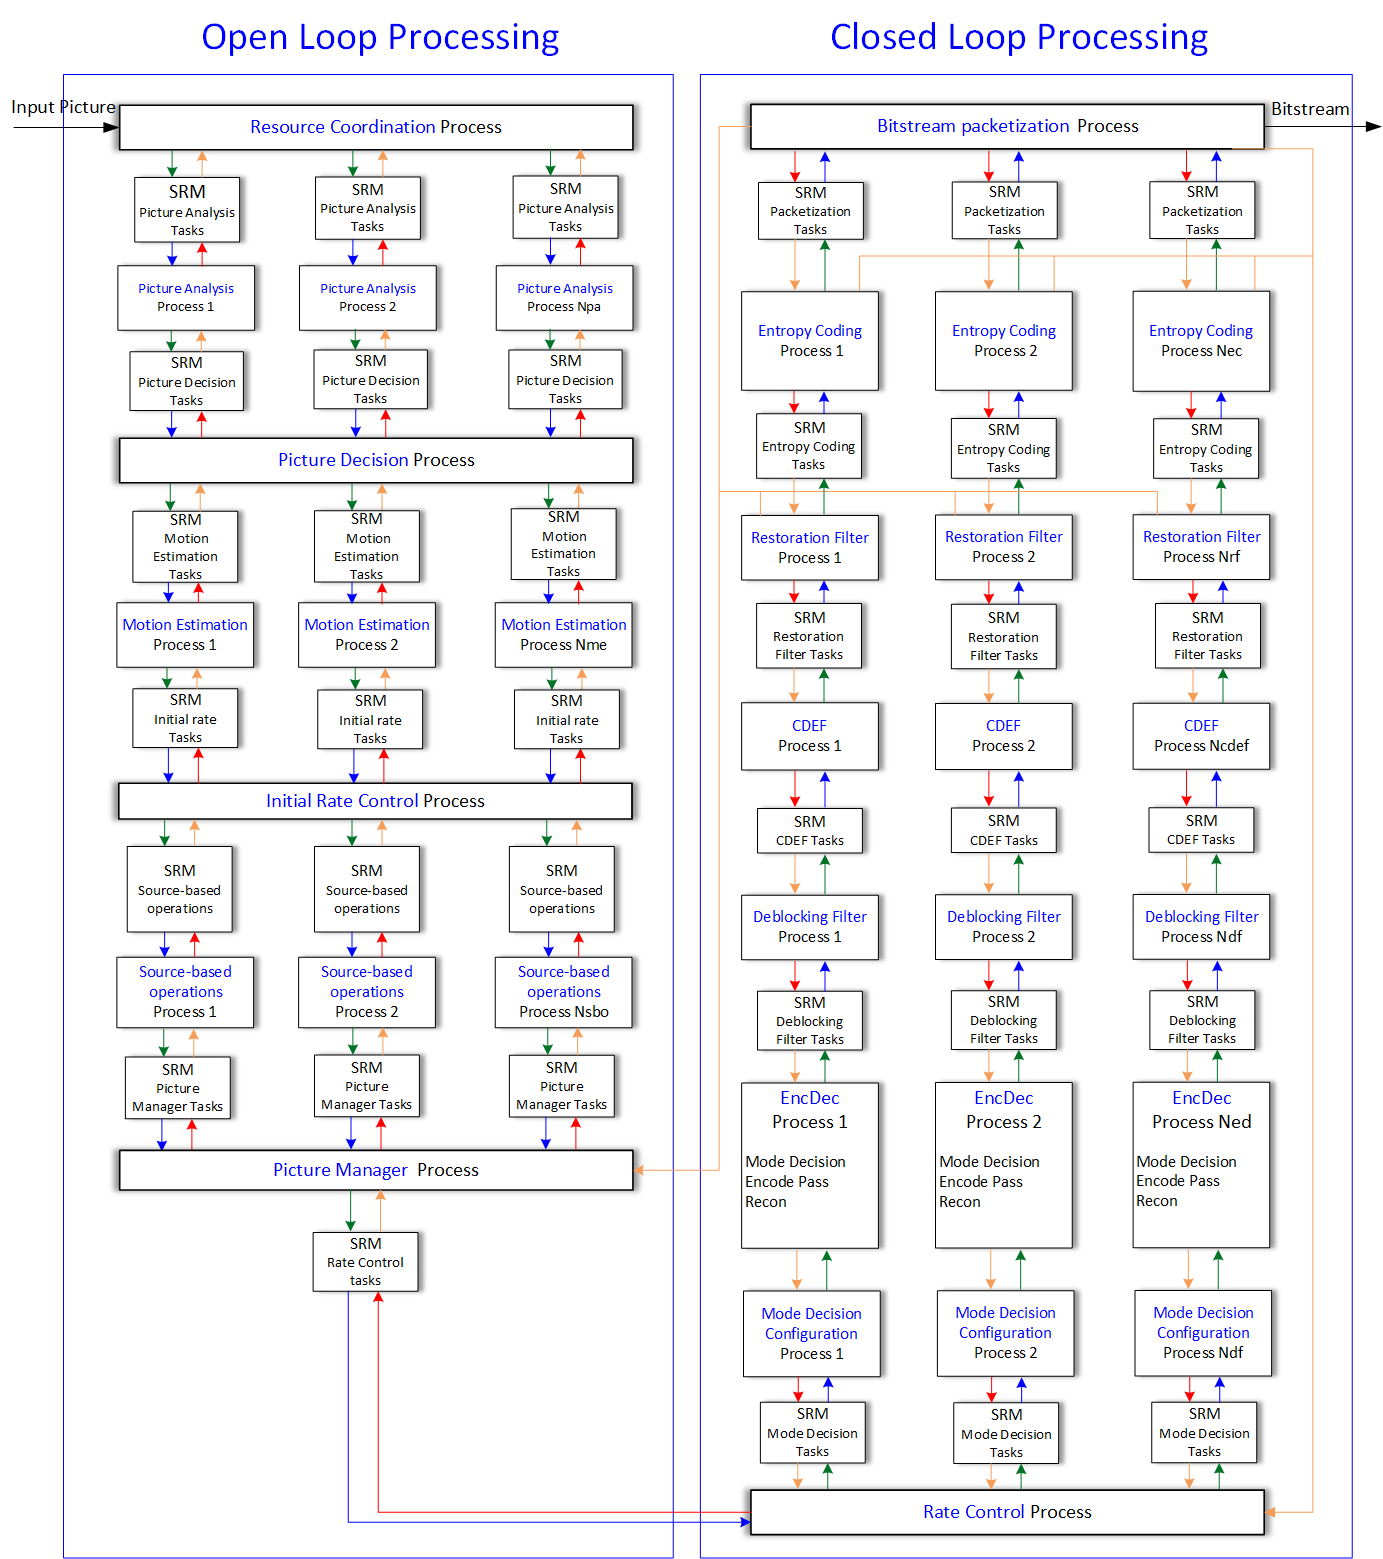 Open Loop Processing
Input Picture
Resource Coordination Process
SRM
Picture Analysis
Tasks
SRM
Picture Analysis
Tasks
SRM
Picture Analysis
Tasks
Picture Analysis
Process 1
Picture Analysis
Process 2
Picture Analysis
Process Npa
SRM
Picture Decision
Tasks
SRM
Picture Decision
Tasks
SRM
Picture Decision
Tasks
Picture Decision Process
SRM
Motion
Estimation
Tasks
SRM
Motion
Estimation
Tasks
SRM
Motion
Estimation
Tasks
Motion Estimation
Process 1
Motion Estimation
Process 2
Motion Estimation
Process Nme
SRM
Initial rate
Tasks
SRM
Initial rate
Tasks
SRM
Initial rate
Tasks
Initial Rate Control Process
SRM
Source-based
operations
SRM
Source-based
operations
SRM
Source-based
operations
Source-based
operations
Process 1
Source-based
operations
Process 2
Source-based
operations
Process Nsbo
SRM
Picture
Manager Tasks
SRM
Picture
Manager Tasks
SRM
Picture
Manager Tasks
Picture Manager Process
SRM
Rate Control
tasks
Closed Loop Processing
Bitstream packetization Process
Bitstream
SRM
Packetization
Tasks
SRM
Packetization
Tasks
SRM
Packetization
Tasks
Entropy Coding
Process 1
Entropy Coding
Process 2
Entropy Coding
Process Nec
SRM
Entropy Coding
Tasks
SRM
Entropy Coding
Tasks
SRM
Entropy Coding
Tasks
Restoration Filter
Process 1
Restoration Filter
Process 2
Restoration Filter
Process Nrf
SRM
Restoration
Filter Tasks
SRM
Restoration
Filter Tasks
SRM
Restoration
Filter Tasks
CDEF
Process 1
CDEF
Process 2
CDEF
Process Ncdef
SRM
CDEF Tasks
SRM
CDEF Tasks
SRM
CDEF Tasks
Deblocking Filter
Process 1
Deblocking Filter
Process 2
Deblocking Filter
Process Ndf
SRM
Deblocking
Filter Tasks
SRM
Deblocking
Filter Tasks
SRM
Deblocking
Filter Tasks
EncDec
Process 1
Mode Decision
Encode Pass
Recon
EncDec
Process 2
Mode Decision
Encode Pass
Recon
EncDec
Process Ned
Mode Decision
Encode Pass
Recon
Mode Decision
Configuration
Process 1
Mode Decision
Configuration
Process 2
Mode Decision
Configuration
Process Ndf
SRM
Mode Decision
Tasks
SRM
Mode Decision
Tasks
SRM
Mode Decision
Tasks
Rate Control Process